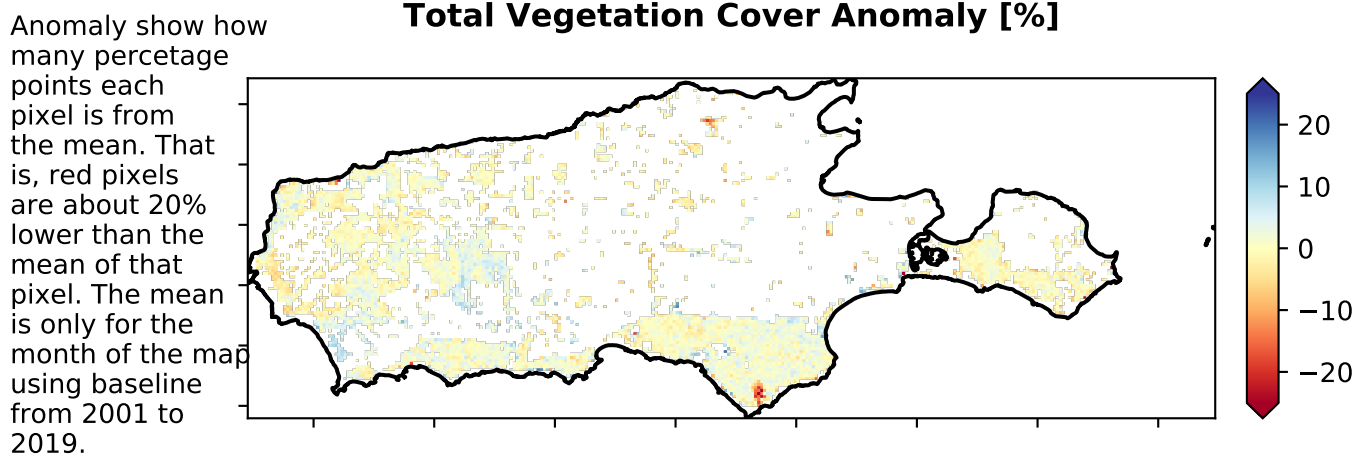 Total Vegetation Cover Anomaly [%]
Anomaly show how
many percetage
points each
pixel is from
the mean. That
is, red pixels
are about 20%
lower than the
mean of that
pixel. The mean
is only for the
month of the map
using baseline
from 2001 to
2019.
20
10
0
−10
−20